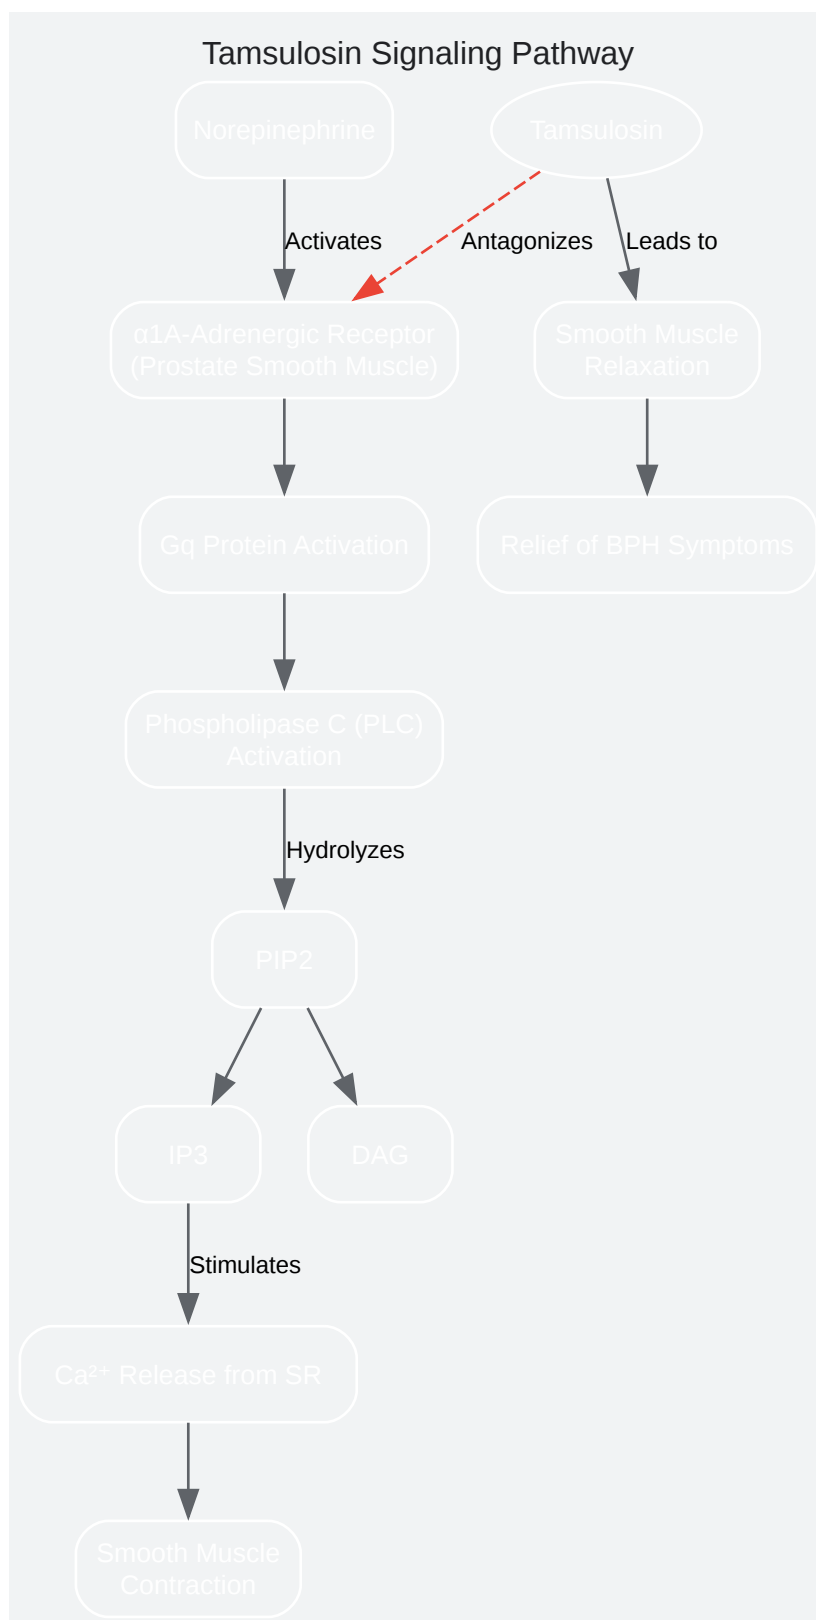 Tamsulosin Signaling Pathway
Norepinephrine
Tamsulosin
Activates
Antagonizes
Leads to
α1A-Adrenergic Receptor
(Prostate Smooth Muscle)
Smooth Muscle
Relaxation
Gq Protein Activation
Relief of BPH Symptoms
Phospholipase C (PLC)
Activation
Hydrolyzes
PIP2
IP3
DAG
Stimulates
Ca²⁺ Release from SR
Smooth Muscle
Contraction